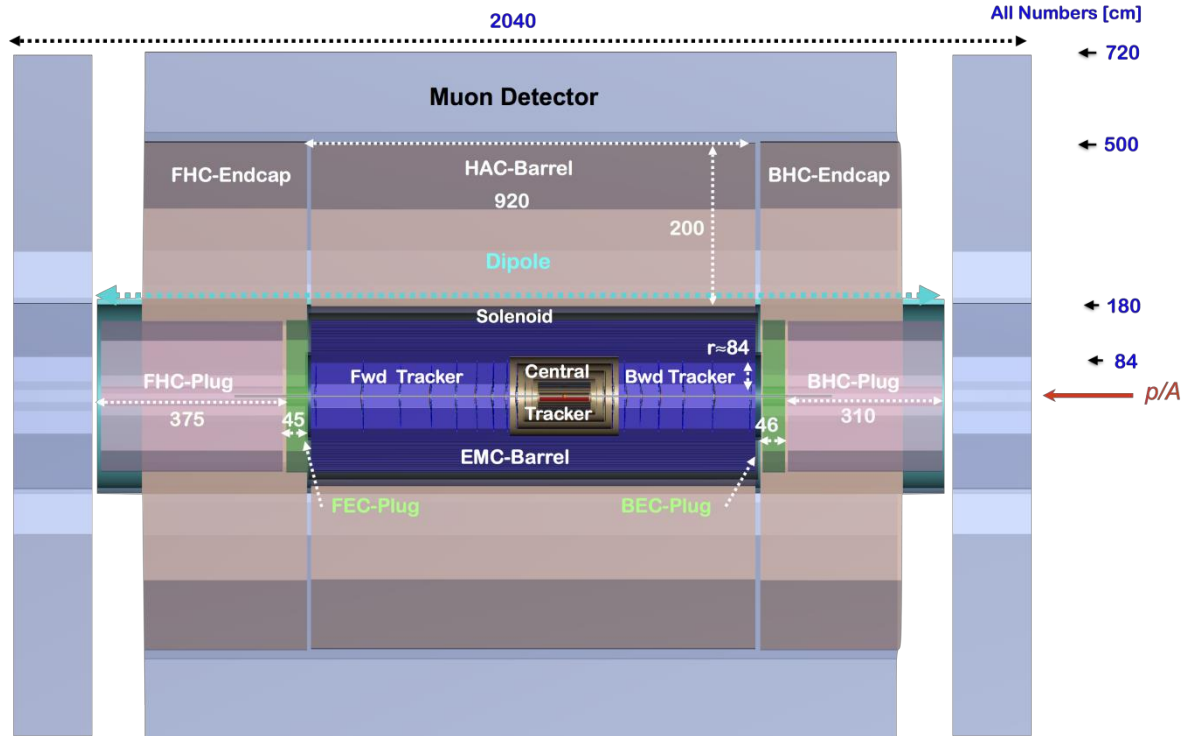 All Numbers [cm]
2040
720
Muon Detector
500
FHC-Endcap
HAC-Barrel
BHC-Endcap
920
200
Dipole
180
Solenoid
r≈84
84
FHC-Plug
Fwd Tracker
Central
Bwd Tracker
BHC-Plug
p/A
Tracker
375
45
46
310
EMC-Barrel
FEC-Plug
BEC-Plug